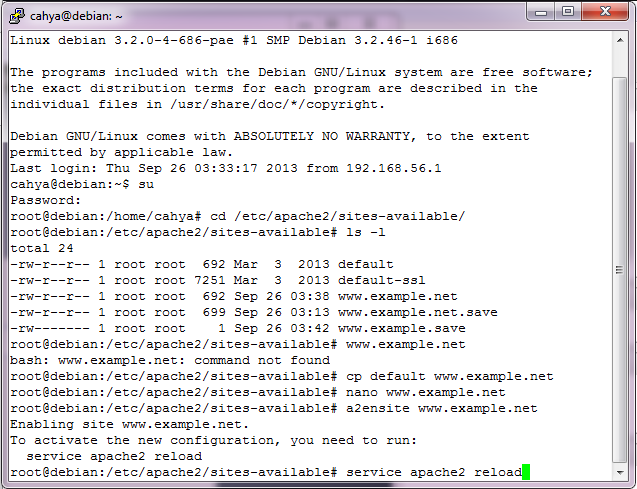 cahya@debian: ~
Linux debian 3.2.0-4-686-pae #1 SMP Debian 3.2.46-1 i686
The programs included with the Debian GNU/Linux system are free software;
the exact distribution terms for each program are described in the
individual files in /usr/share/doc/*/copyright.
Debian GNU/Linux comes with ABSOLUTELY NO WARRANTY, to the extent
permitted by applicable law.
Last login: Thu Sep 26 03:33:17 2013 from 192.168.56.1
cahya@debian:~$ su
Password:
root@debian:/home/cahya# cd /etc/apache2/sites-available/
root@debian:/etc/apache2/sites-available# ls -l
total 24
-rw-r--r-- 1 root root  692 Mar  3  2013 default
-rw-r--r-- 1 root root 7251 Mar  3  2013 default-ssl
-rw-r--r-- 1 root root  692 Sep 26 03:38 www.example.net
-rw-r--r-- 1 root root  699 Sep 26 03:13 www.example.net.save
-rw------- 1 root root    1 Sep 26 03:42 www.example.save
root@debian:/etc/apache2/sites-available# www.example.net
bash: www.example.net: command not found
root@debian:/etc/apache2/sites-available# cp default www.example.net
root@debian:/etc/apache2/sites-available# nano www.example.net
root@debian:/etc/apache2/sites-available# a2ensite www.example.net
Enabling site www.example.net.
To activate the new configuration, you need to run:
  service apache2 reload
root@debian:/etc/apache2/sites-available# service apache2 reload